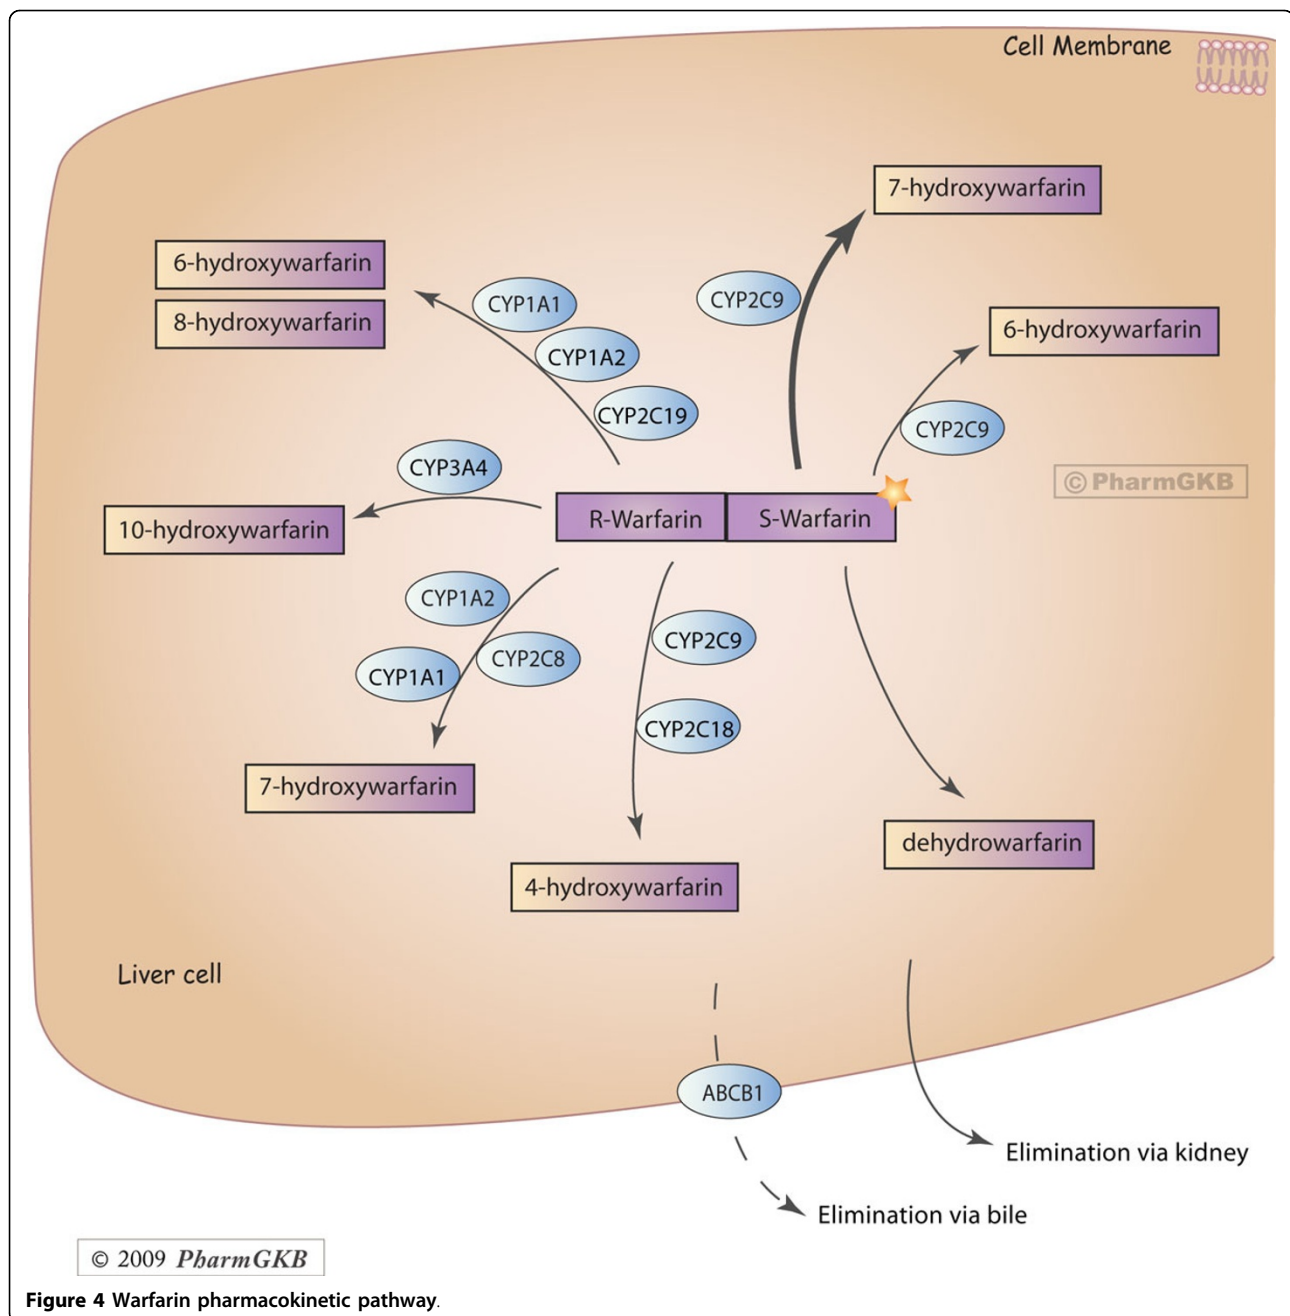 Cell Membrane
7-hydroxywarfarin
6-hydroxywarfarin
8-hydroxywarfarin
CYP1A1
CYP1A2
CYP2C19
CYP2C9
6-hydroxywarfarin
CYP2C9
CYP3A4
© PharmGKB
10-hydroxywarfarin
R-Warfarin
S-Warfarin
CYP1A2
CYP2C8
CYP1A1
CYP2C9
CYP2C18
7-hydroxywarfarin
dehydrowarfarin
4-hydroxywarfarin
Liver cell
ABCB1
Elimination via kidney
Elimination via bile
© 2009 PharmGKB
Figure 4 Warfarin pharmacokinetic pathway.